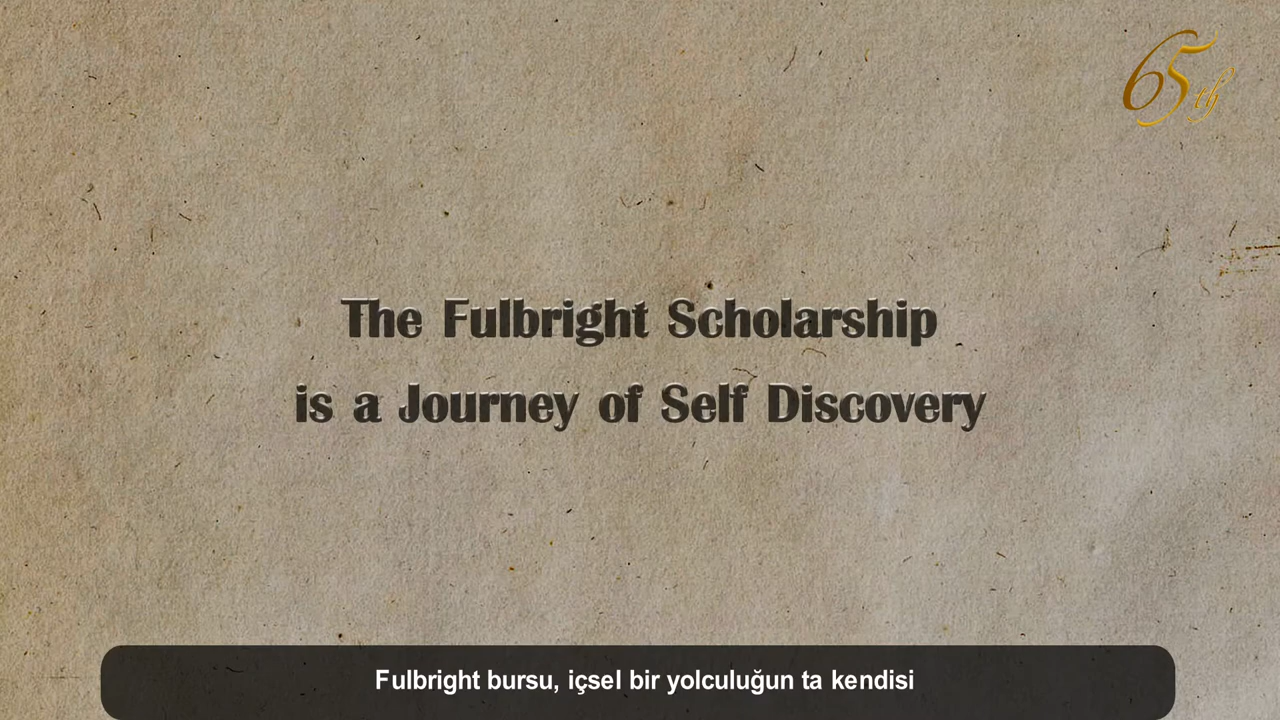 65th
The Fulbright Scholarship
is a Journey of Self Discovery
Fulbright bursu, içsel bir yolculuğun ta kendisi